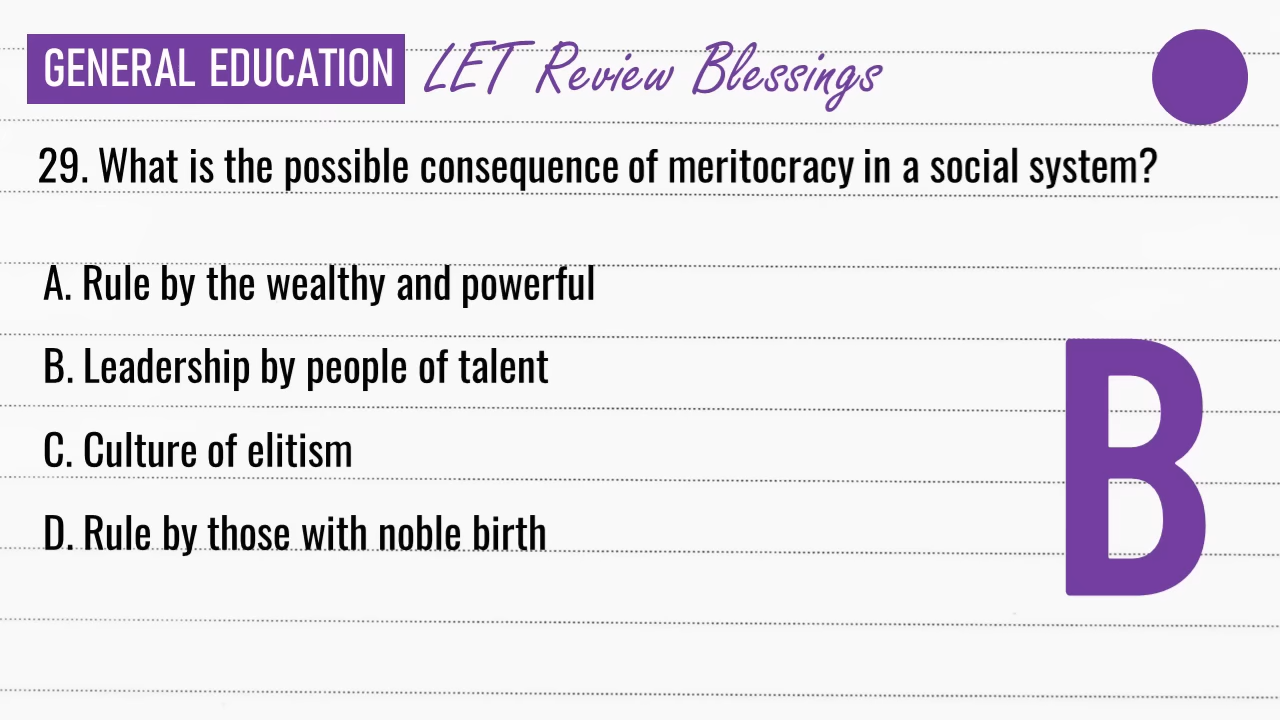 GENERAL EDUCATION LET Review Blessings
29. What is the possible consequence of meritocracy in a social system?
A. Rule by the wealthy and powerful
B. Leadership by people of talent
C. Culture of elitism
D. Rule by those with noble birth
B